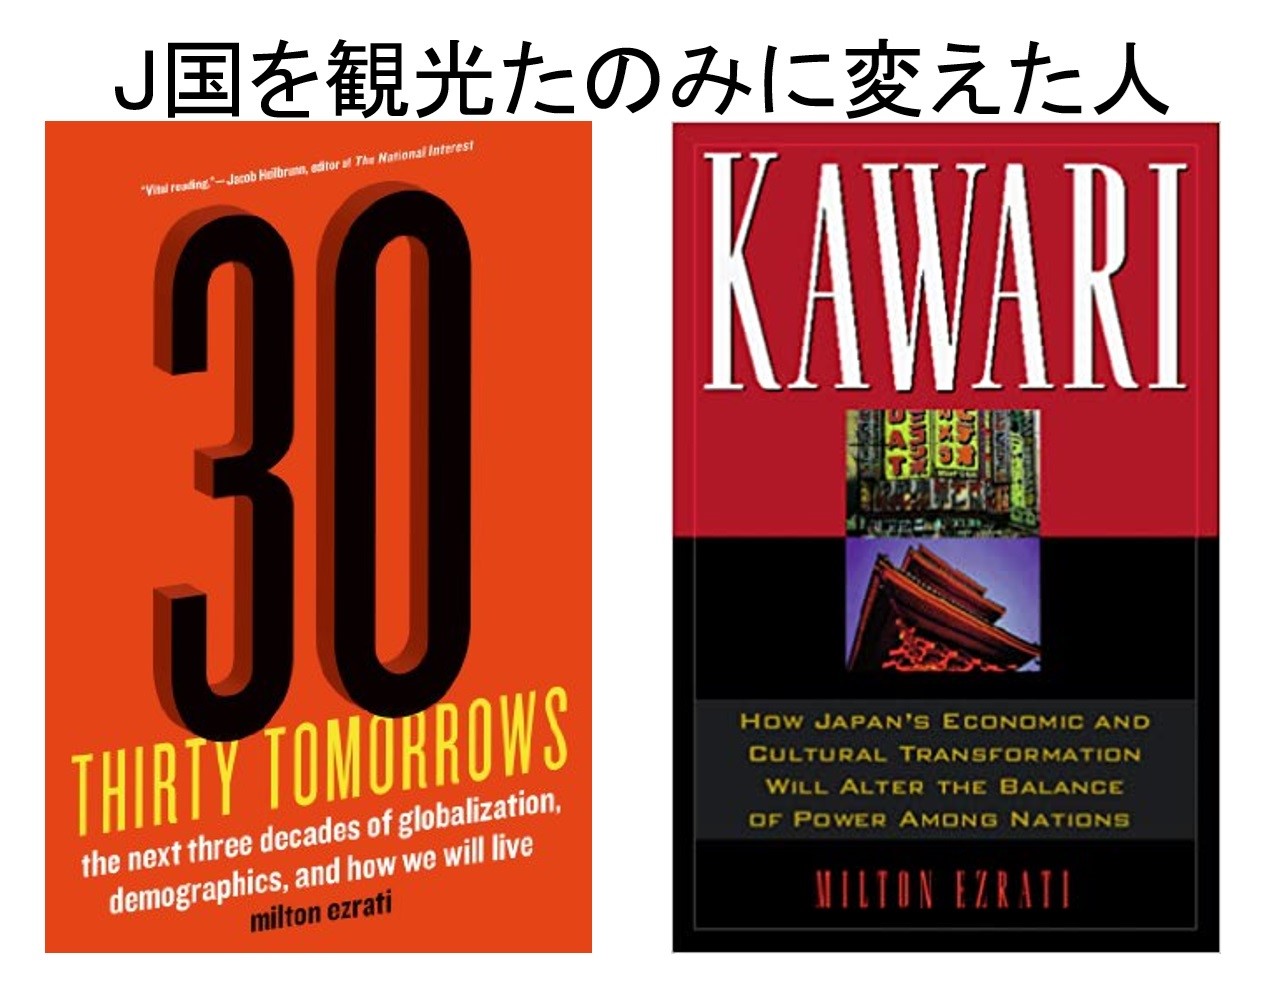 J国を観光たのみに変えた人
"Vital reading."—Jacob Heilbrunn, editor of The National Interest
30
THIRTY TOMORROWS
the next three decades of globalization,
demographics, and how we will live
milton ezrati
KAWARI
HOW JAPAN'S ECONOMIC AND
CULTURAL TRANSFORMATION
WILL ALTER THE BALANCE
OF POWER AMONG NATIONS
MILTON EZRATI